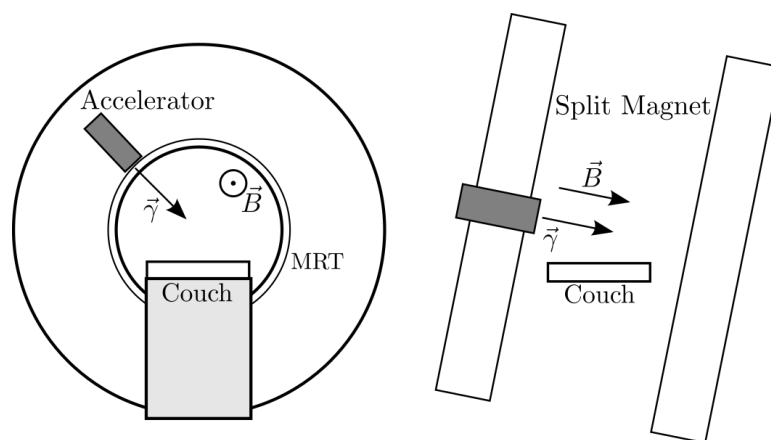 Accelerator
γ⃗
B⃗
MRT
Couch
Split Magnet
B⃗
γ⃗
Couch